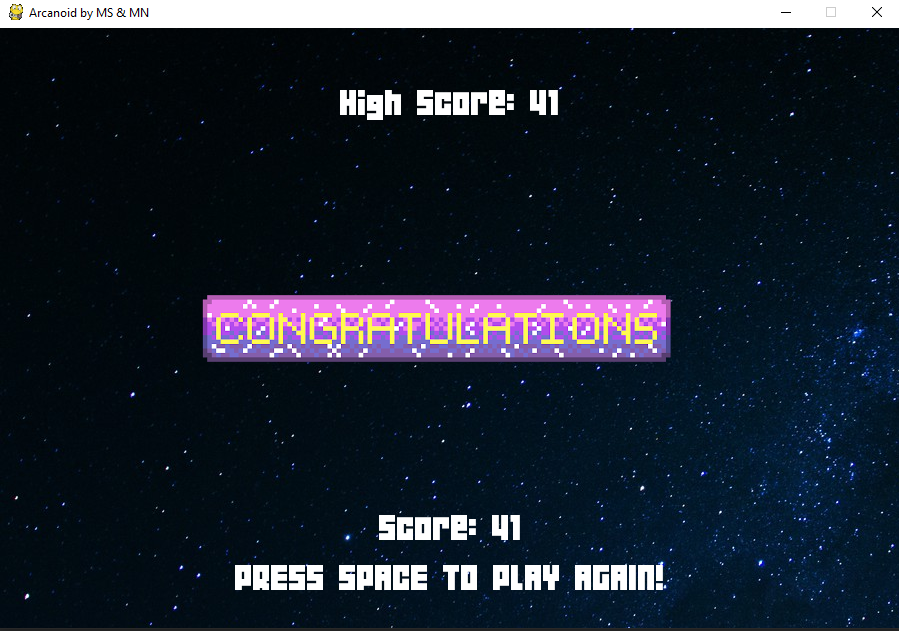 Arcanoid by MS & MN
High Score: 41
CONGRATULATIONS
Score: 41
PRESS SPACE TO PLAY AGAIN!